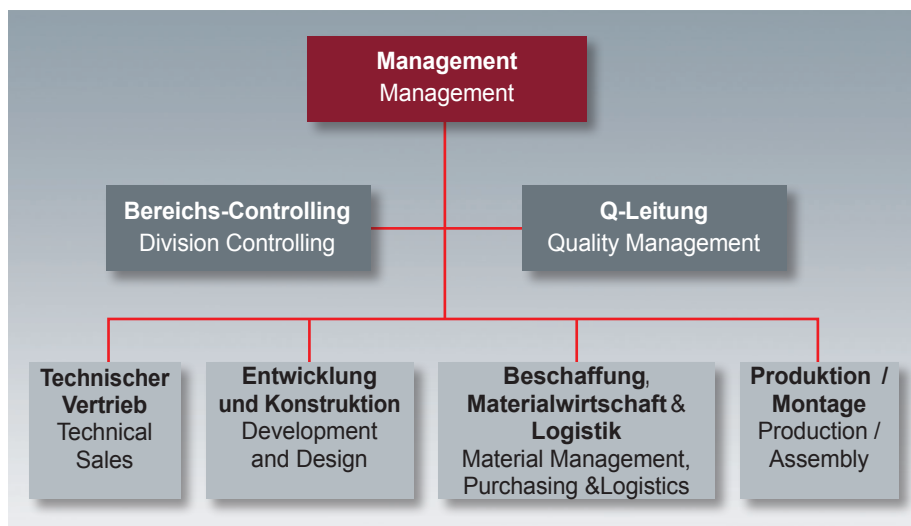 Management
Management
Bereichs-Controlling
Division Controlling
Q-Leitung
Quality Management
Technischer
Vertrieb
Technical
Sales
Entwicklung
und Konstruktion
Development
and Design
Beschaffung,
Materialwirtschaft &
Logistik
Material Management,
Purchasing &Logistics
Produktion /
Montage
Production /
Assembly